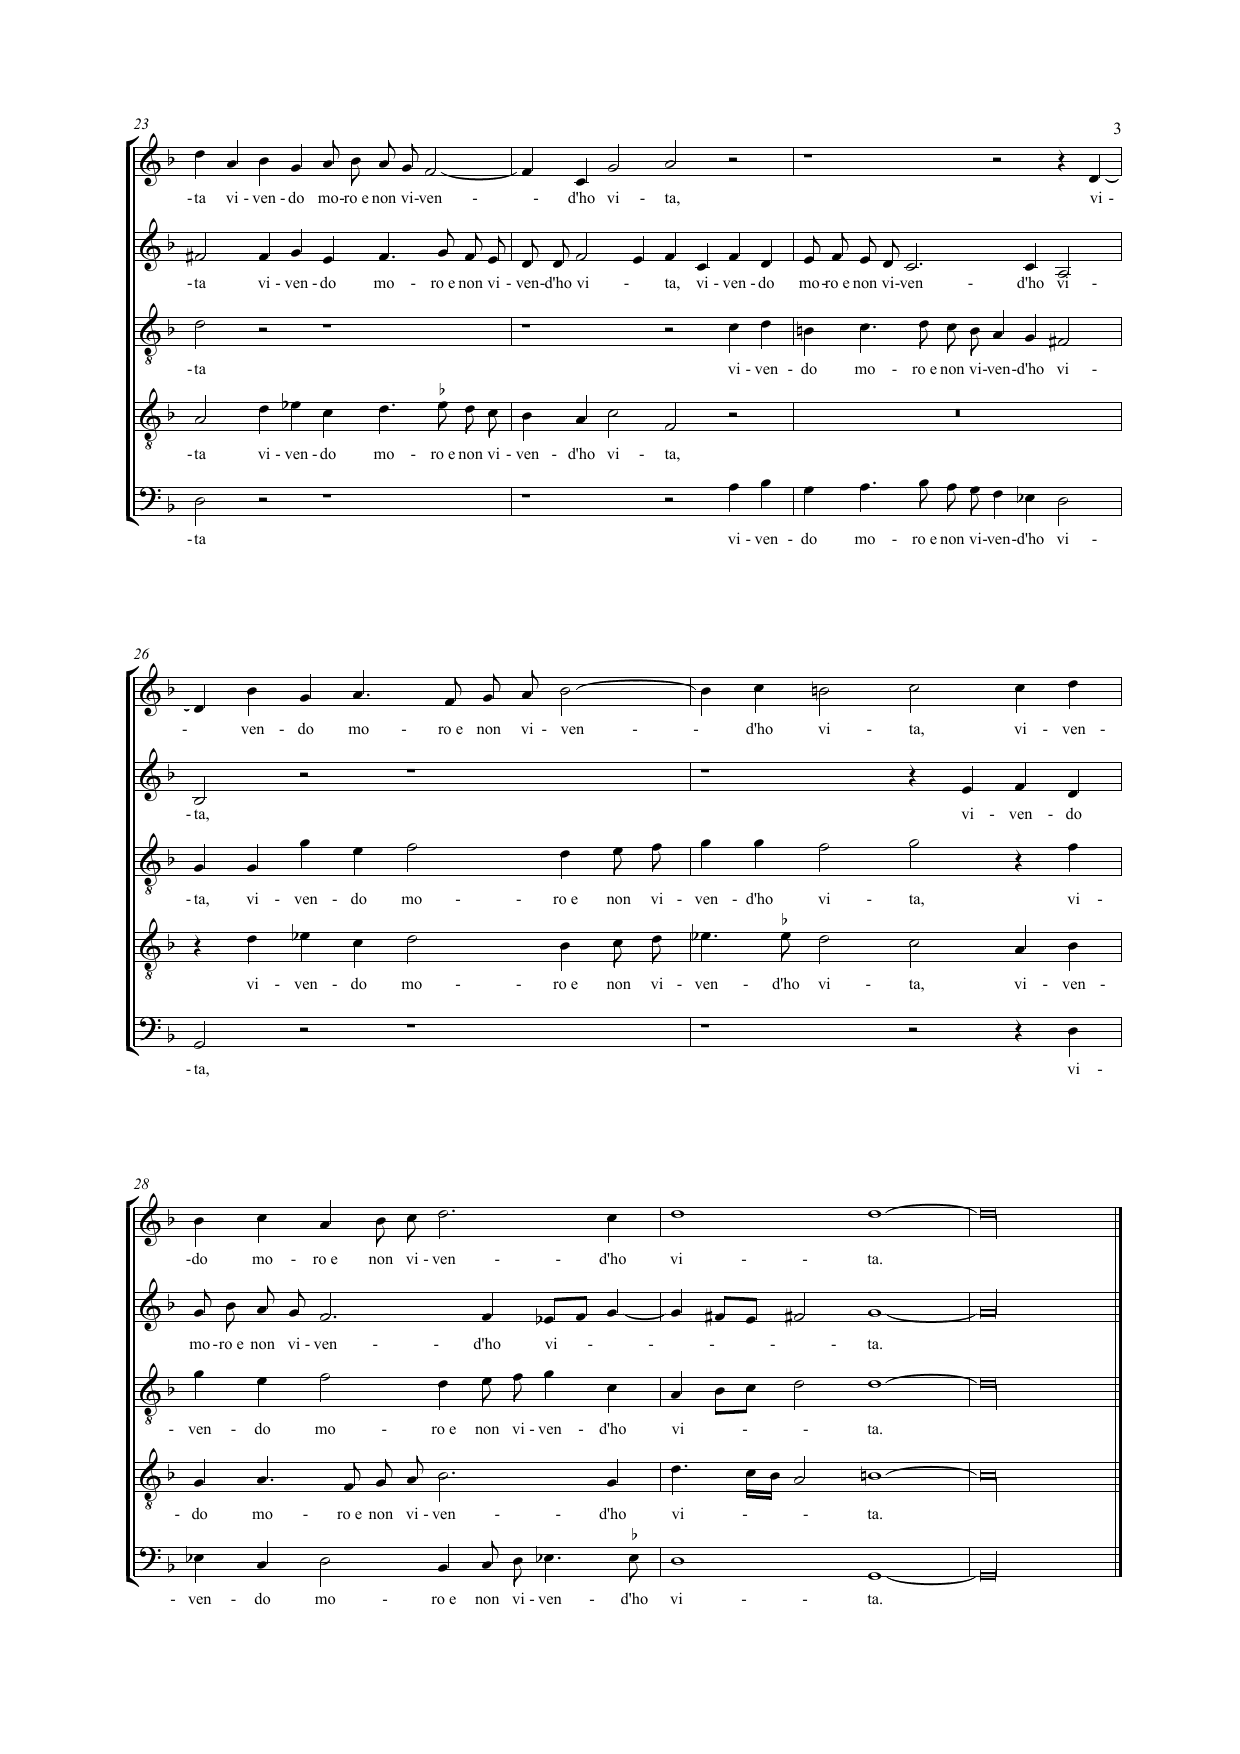 23
3
-ta vi - ven - do mo-ro e non vi-ven - - d'ho vi - ta, vi -
-ta vi - ven - do mo - ro e non vi - ven-d'ho vi - ta, vi - ven - do mo-ro e non vi-ven - d'ho vi -
-ta vi - ven - do mo - ro e non vi-ven-d'ho vi -
-ta vi - ven - do mo - ro e non vi - ven - d'ho vi - ta,
-ta vi - ven - do mo - ro e non vi-ven-d'ho vi -
26
- ven - do mo - ro e non vi - ven - - d'ho vi - ta, vi - ven -
-ta, vi - ven - do
-ta, vi - ven - do mo - - ro e non vi - ven - d'ho vi - ta, vi -
vi - ven - do mo - - ro e non vi - ven - d'ho vi - ta, vi - ven -
-ta, vi -
28
-do mo - ro e non vi - ven - - d'ho vi - - ta.
mo-ro e non vi - ven - - d'ho vi - - - - - ta.
- ven - do mo - ro e non vi - ven - d'ho vi - - ta.
- do mo - ro e non vi - ven - - d'ho vi - - ta.
- ven - do mo - ro e non vi - ven - d'ho vi - - ta.